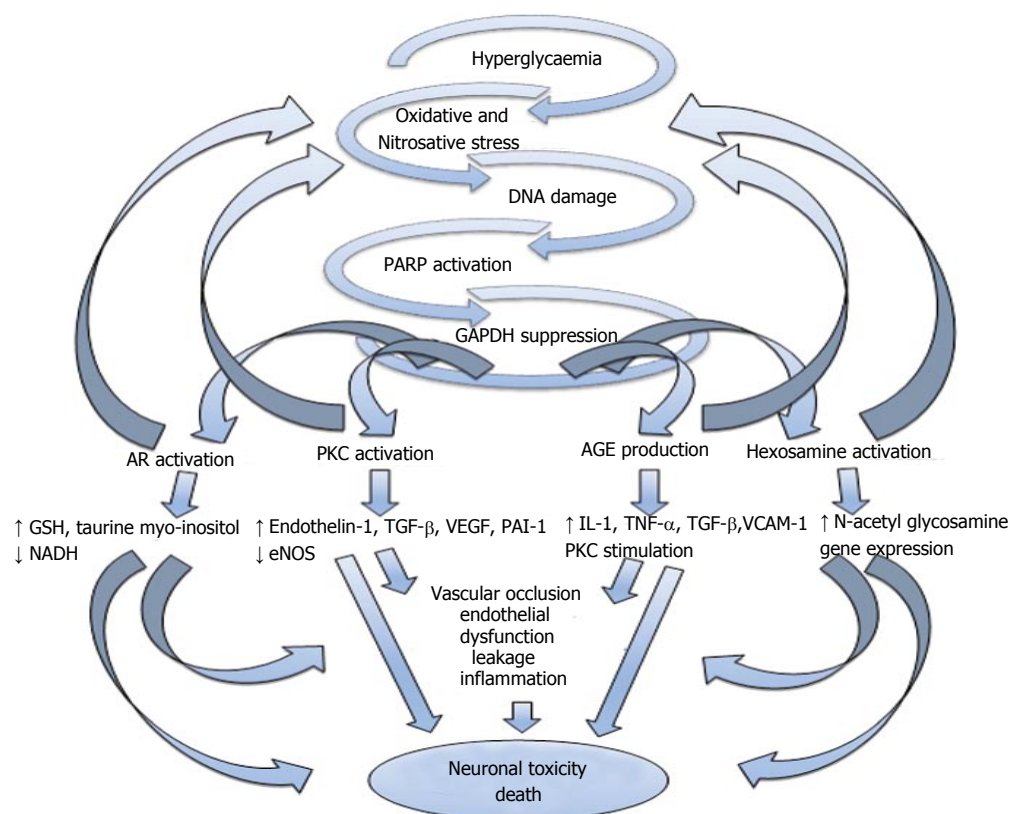 Hyperglycaemia
Oxidative and
Nitrosative stress
DNA damage
PARP activation
GAPDH suppression
AR activation
PKC activation
AGE production
Hexosamine activation
↑ GSH, taurine myo-inositol
↓ NADH
↑ Endothelin-1, TGF-β, VEGF, PAI-1
↓ eNOS
↑ IL-1, TNF-α, TGF-β,VCAM-1
PKC stimulation
↑ N-acetyl glycosamine
gene expression
Vascular occlusion
endothelial
dysfunction
leakage
inflammation
Neuronal toxicity
death